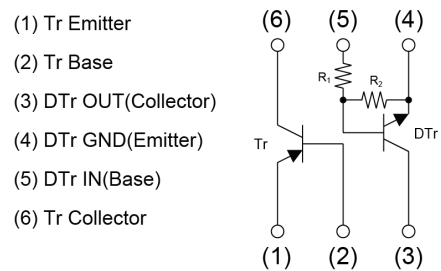 (1) Tr Emitter
(2) Tr Base
(3) DTr OUT(Collector)
(4) DTr GND(Emitter)
(5) DTr IN(Base)
(6) Tr Collector
(6) (5) (4)
R1 R2
Tr DTr
(1) (2) (3)